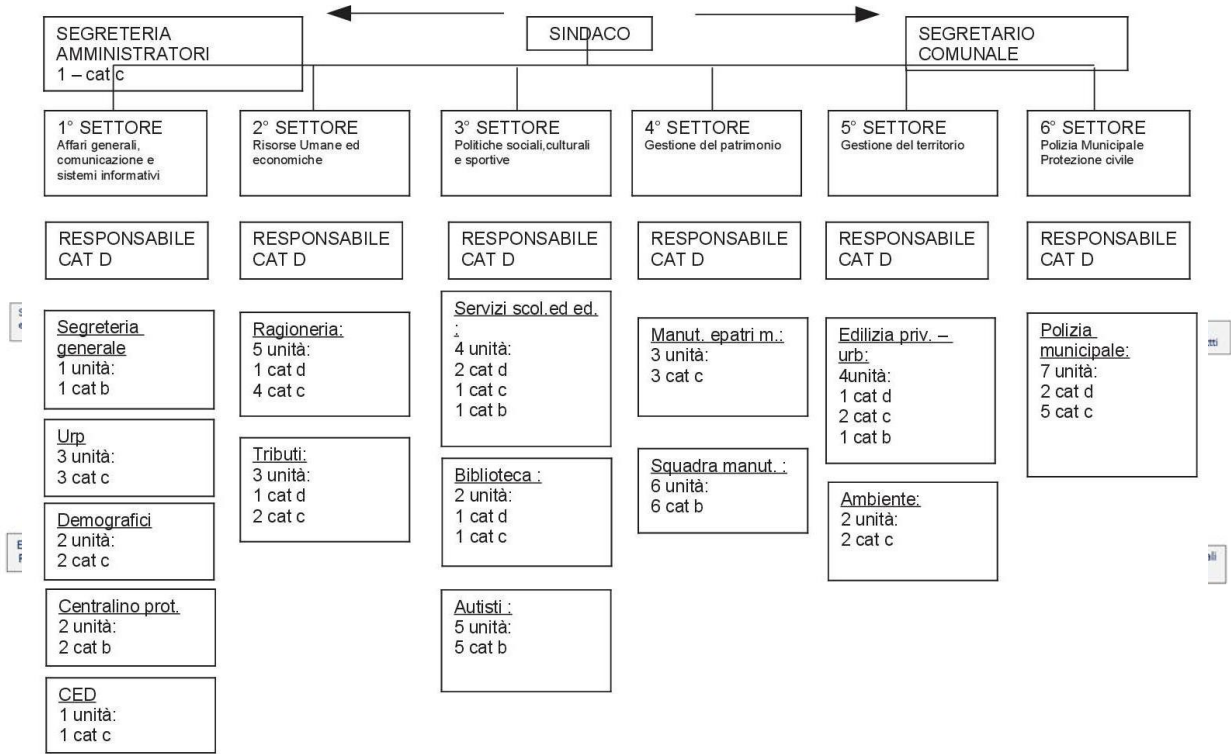 SEGRETERIA
AMMINISTRATORI
1 – cat c
SINDACO
SEGRETARIO
COMUNALE
1° SETTORE
Affari generali,
comunicazione e
sistemi informativi
2° SETTORE
Risorse Umane ed
economiche
3° SETTORE
Politiche sociali,culturali
e sportive
4° SETTORE
Gestione del patrimonio
5° SETTORE
Gestione del territorio
6° SETTORE
Polizia Municipale
Protezione civile
RESPONSABILE
CAT D
RESPONSABILE
CAT D
RESPONSABILE
CAT D
RESPONSABILE
CAT D
RESPONSABILE
CAT D
RESPONSABILE
CAT D
Segreteria
generale
1 unità:
1 cat b
Urp
3 unità:
3 cat c
Demografici
2 unità:
2 cat c
Centralino prot.
2 unità:
2 cat b
CED
1 unità:
1 cat c
Ragioneria:
5 unità:
1 cat d
4 cat c
Tributi:
3 unità:
1 cat d
2 cat c
Servizi scol.ed ed.
:
4 unità:
2 cat d
1 cat c
1 cat b
Biblioteca :
2 unità:
1 cat d
1 cat c
Autisti :
5 unità:
5 cat b
Manut. epatri m.:
3 unità:
3 cat c
Squadra manut. :
6 unità:
6 cat b
Edilizia priv. –
urb:
4unità:
1 cat d
2 cat c
1 cat b
Ambiente:
2 unità:
2 cat c
Polizia
municipale:
7 unità:
2 cat d
5 cat c